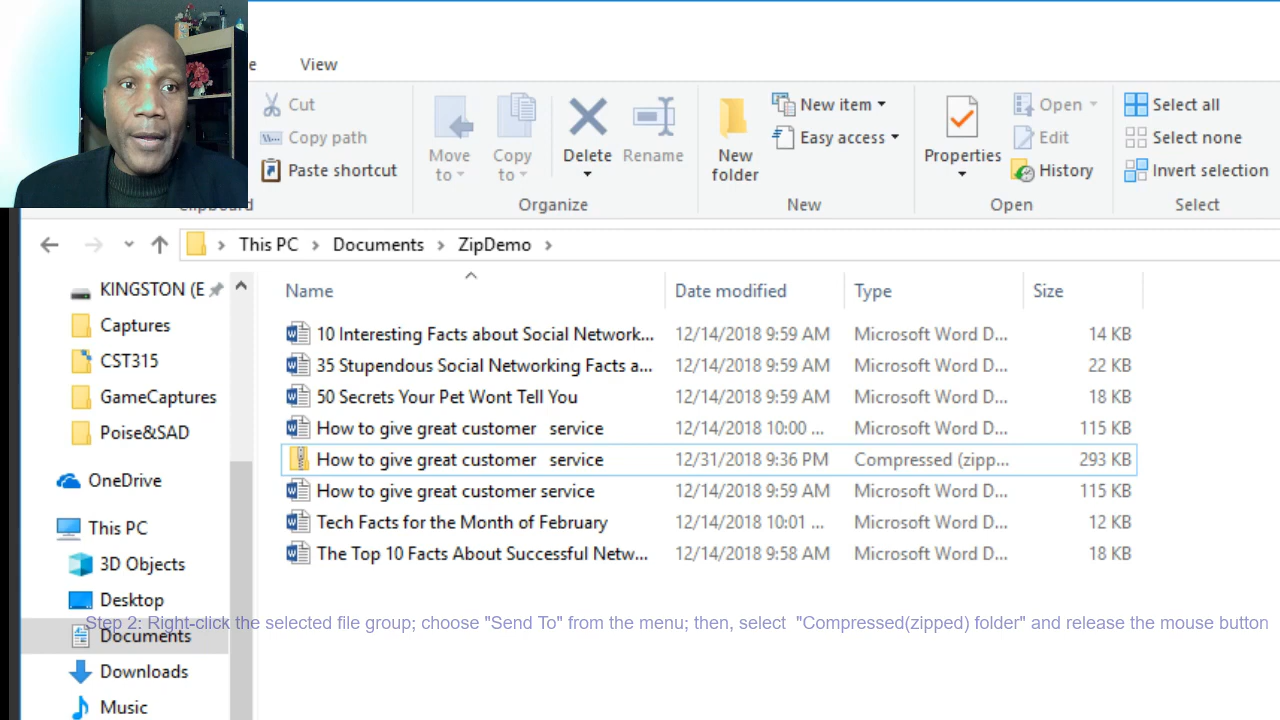 e View
Cut
Copy path
Paste shortcut
Move to
Copy to
Delete
Rename
Organize
New folder
New item
Easy access
New
Properties
Open
Edit
History
Open
Select all
Select none
Invert selection
Select
This PC > Documents > ZipDemo >
KINGSTON (E
Captures
CST315
GameCaptures
Poise&SAD
OneDrive
This PC
3D Objects
Desktop
Documents
Downloads
Music
Name Date modified Type Size
10 Interesting Facts about Social Network... 12/14/2018 9:59 AM Microsoft Word D... 14 KB
35 Stupendous Social Networking Facts a... 12/14/2018 9:59 AM Microsoft Word D... 22 KB
50 Secrets Your Pet Wont Tell You 12/14/2018 9:59 AM Microsoft Word D... 18 KB
How to give great customer service 12/14/2018 10:00 ... Microsoft Word D... 115 KB
How to give great customer service 12/31/2018 9:36 PM Compressed (zipp... 293 KB
How to give great customer service 12/14/2018 9:59 AM Microsoft Word D... 115 KB
Tech Facts for the Month of February 12/14/2018 10:01 ... Microsoft Word D... 12 KB
The Top 10 Facts About Successful Netw... 12/14/2018 9:58 AM Microsoft Word D... 18 KB
Step 2: Right-click the selected file group; choose "Send To" from the menu; then, select "Compressed(zipped) folder" and release the mouse button